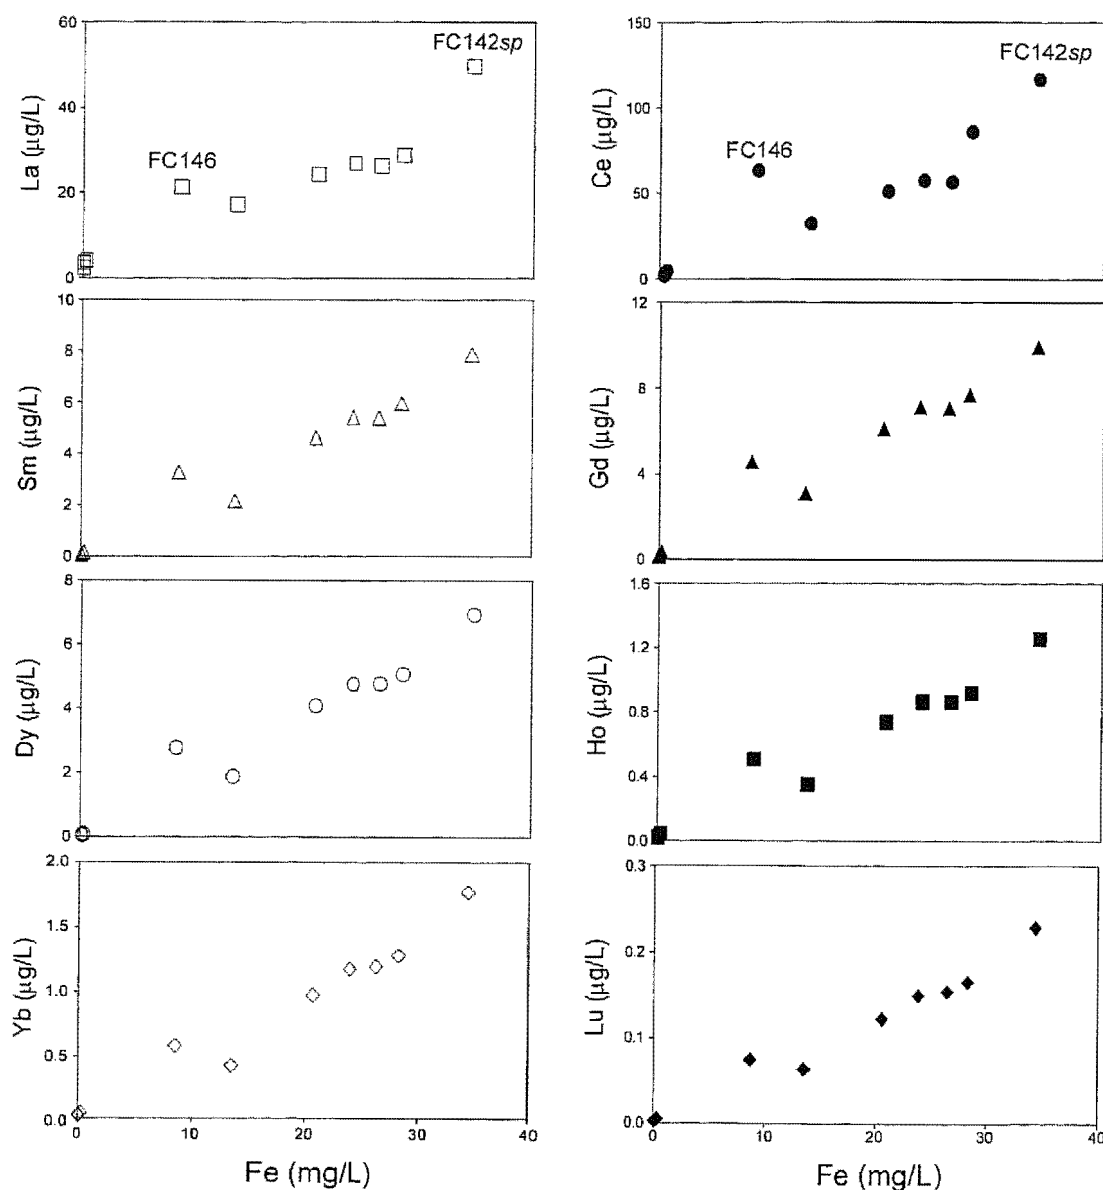 60
FC142sp
40
FC146
20
0
La (µg/L)
150
FC142sp
100
FC146
50
0
Ce (µg/L)
10
8
6
4
2
0
Sm (µg/L)
12
8
4
0
Gd (µg/L)
8
6
4
2
0
Dy (µg/L)
1.6
1.2
0.8
0.4
0.0
Ho (µg/L)
2.0
1.5
1.0
0.5
0.0
Yb (µg/L)
0 10 20 30 40
Fe (mg/L)
0.3
0.2
0.1
0.0
Lu (µg/L)
0 10 20 30 40
Fe (mg/L)